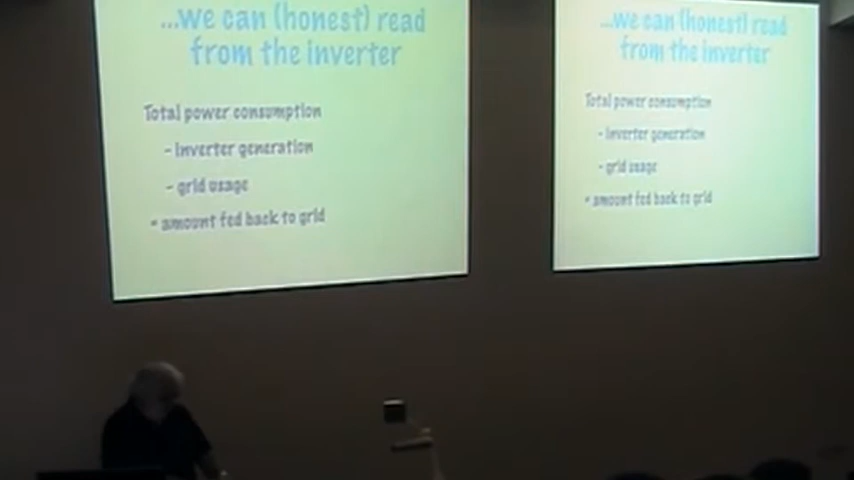 ...we can (honest) read
from the inverter
Total power consumption
- inverter generation
- grid usage
= amount fed back to grid
...we can (honest) read
from the inverter
Total power consumption
- inverter generation
- grid usage
= amount fed back to grid